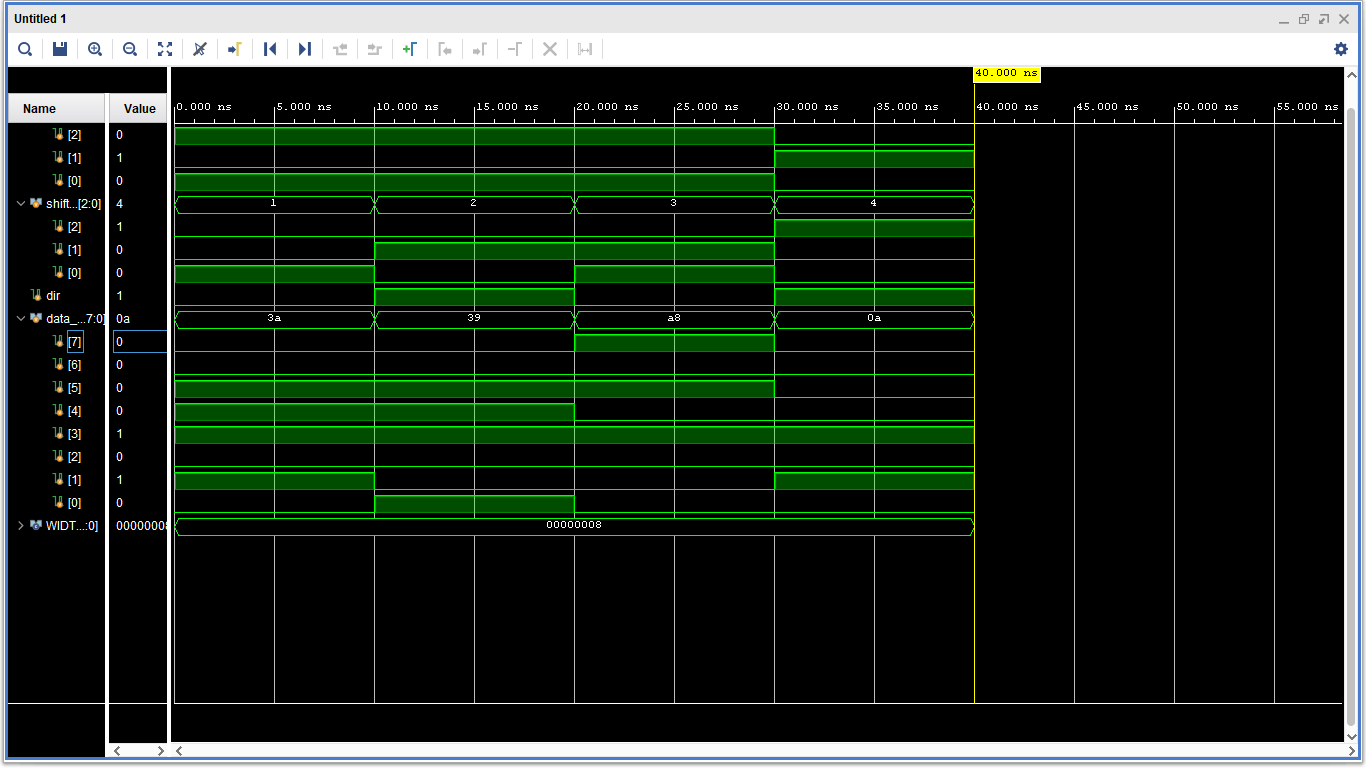 Untitled 1
40.000 ns
Name Value 0.000 ns 5.000 ns 10.000 ns 15.000 ns 20.000 ns 25.000 ns 30.000 ns 35.000 ns 40.000 ns 45.000 ns 50.000 ns 55.000 ns
[2] 0
[1] 1
[0] 0
shift...[2:0] 4 1 2 3 4
[2] 1
[1] 0
[0] 0
dir 1
data_...7:0] 0a 3a 39 a8 0a
[7] 0
[6] 0
[5] 0
[4] 0
[3] 1
[2] 0
[1] 1
[0] 0
WIDT...:0] 00000008 00000008